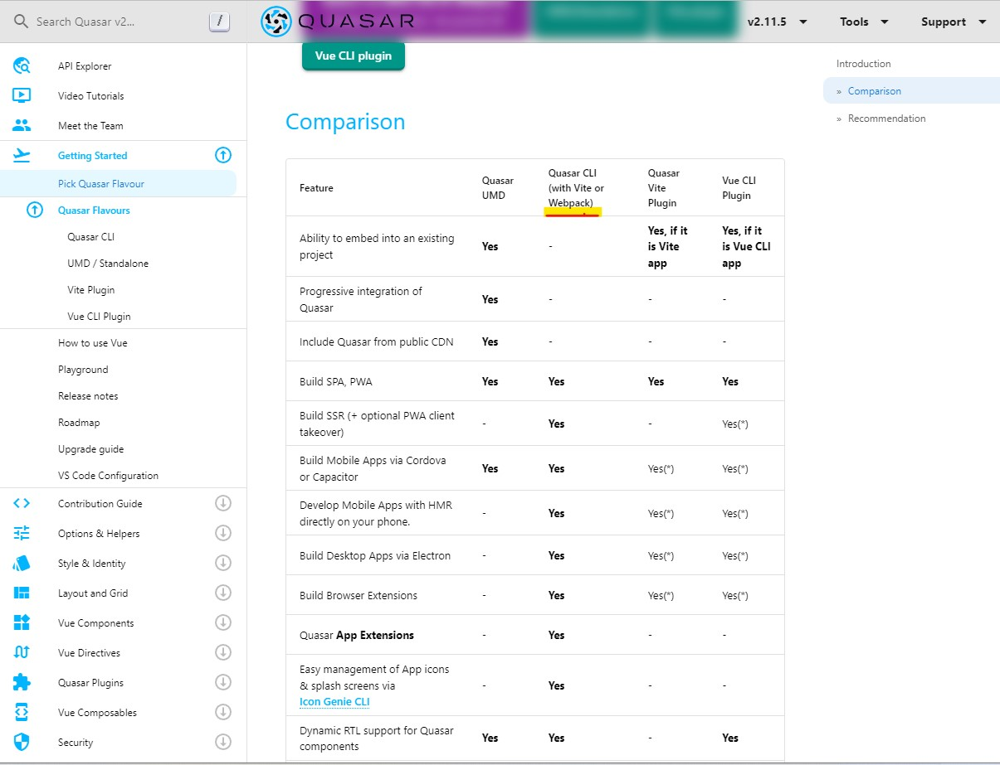 Search Quasar v2...
/
QUASAR
v2.11.5
Tools
Support
API Explorer
Video Tutorials
Meet the Team
Getting Started
Pick Quasar Flavour
Quasar Flavours
Quasar CLI
UMD / Standalone
Vite Plugin
Vue CLI Plugin
How to use Vue
Playground
Release notes
Roadmap
Upgrade guide
VS Code Configuration
Contribution Guide
Options & Helpers
Style & Identity
Layout and Grid
Vue Components
Vue Directives
Quasar Plugins
Vue Composables
Security
Vue CLI plugin
Comparison
Feature
Quasar
UMD
Quasar CLI
(with Vite or
Webpack)
Quasar
Vite
Plugin
Vue CLI
Plugin
Ability to embed into an existing
project
Yes
-
Yes, if it
is Vite
app
Yes, if it
is Vue CLI
app
Progressive integration of
Quasar
Yes
-
-
-
Include Quasar from public CDN
Yes
-
-
-
Build SPA, PWA
Yes
Yes
Yes
Yes
Build SSR (+ optional PWA client
takeover)
-
Yes
-
Yes(*)
Build Mobile Apps via Cordova
or Capacitor
Yes
Yes
Yes(*)
Yes(*)
Develop Mobile Apps with HMR
directly on your phone.
-
Yes
Yes(*)
Yes(*)
Build Desktop Apps via Electron
-
Yes
Yes(*)
Yes(*)
Build Browser Extensions
-
Yes
Yes(*)
Yes(*)
Quasar App Extensions
-
Yes
-
-
Easy management of App icons
& splash screens via
Icon Genie CLI
-
Yes
-
-
Dynamic RTL support for Quasar
components
Yes
Yes
-
Yes
Introduction
» Comparison
» Recommendation